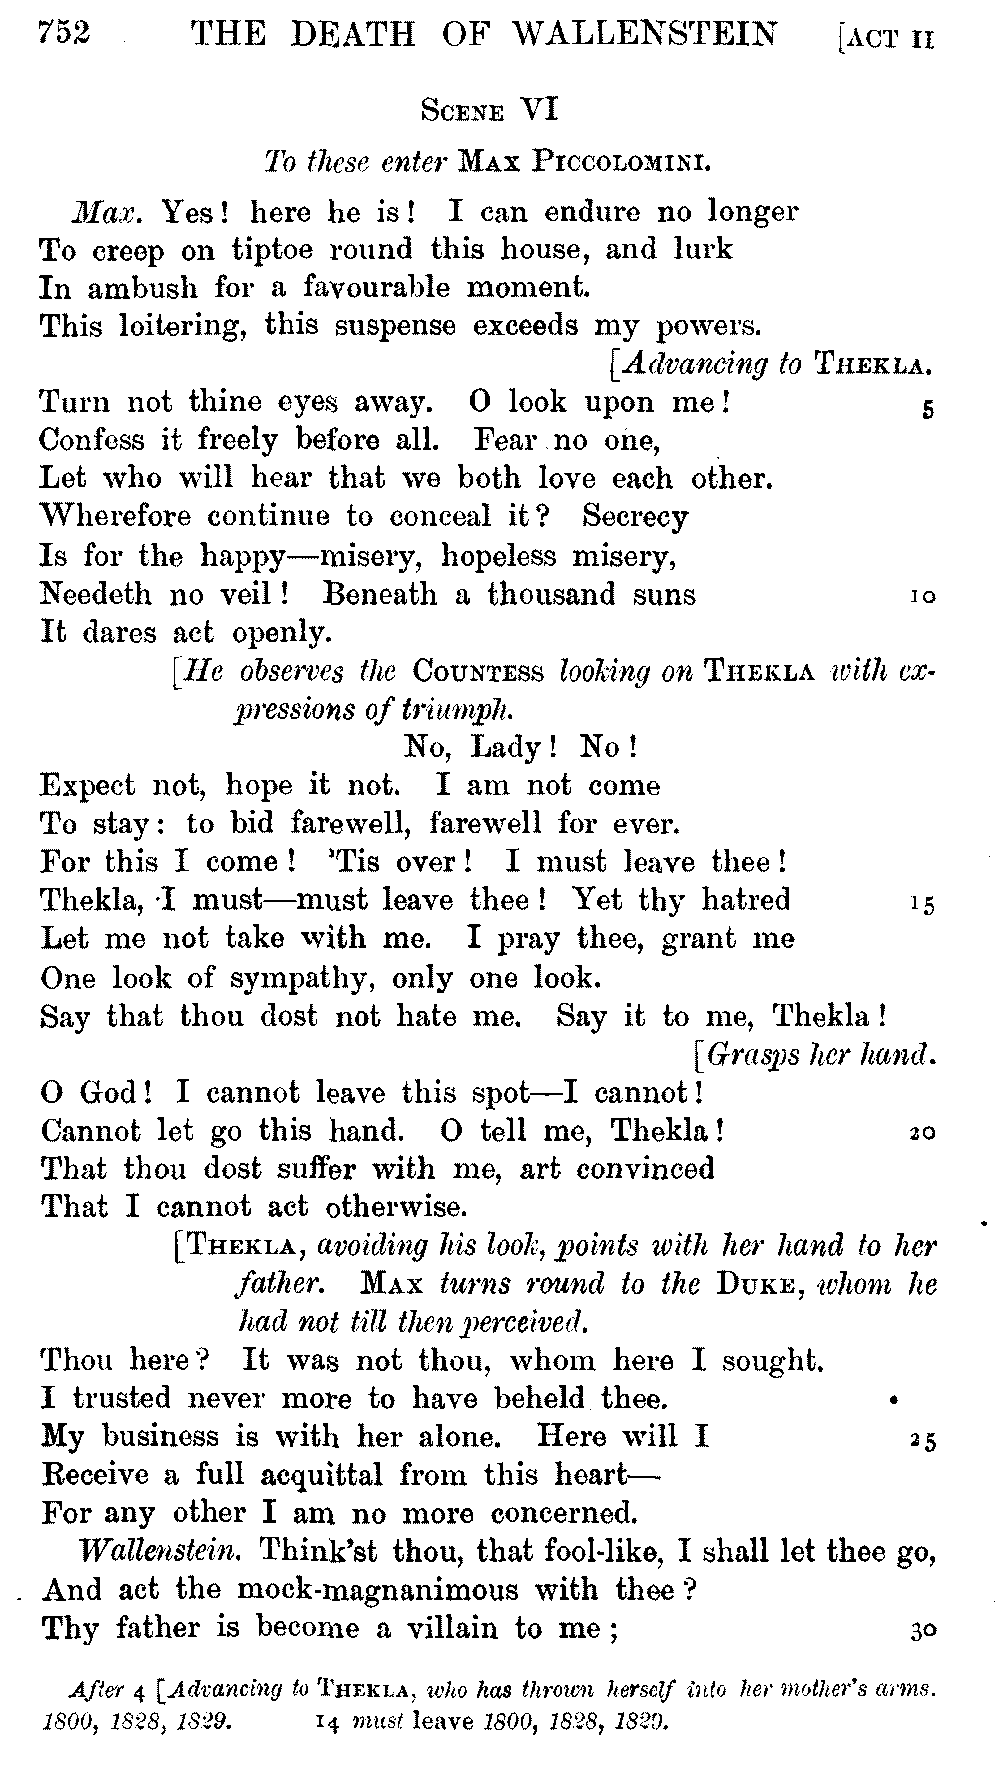 752 THE DEATH OF WALLENSTEIN [ACT II
SCENE VI
To these enter MAX PICCOLOMINI.
Max. Yes! here he is! I can endure no longer
To creep on tiptoe round this house, and lurk
In ambush for a favourable moment.
This loitering, this suspense exceeds my powers.
[Advancing to THEKLA.
Turn not thine eyes away. O look upon me! 5
Confess it freely before all. Fear no one,
Let who will hear that we both love each other.
Wherefore continue to conceal it? Secrecy
Is for the happy—misery, hopeless misery,
Needeth no veil! Beneath a thousand suns 10
It dares act openly.
[He observes the COUNTESS looking on THEKLA with ex-
pressions of triumph.
No, Lady! No!
Expect not, hope it not. I am not come
To stay: to bid farewell, farewell for ever.
For this I come! 'Tis over! I must leave thee!
Thekla, I must—must leave thee! Yet thy hatred 15
Let me not take with me. I pray thee, grant me
One look of sympathy, only one look.
Say that thou dost not hate me. Say it to me, Thekla!
[Grasps her hand.
O God! I cannot leave this spot—I cannot!
Cannot let go this hand. O tell me, Thekla! 20
That thou dost suffer with me, art convinced
That I cannot act otherwise.
[THEKLA, avoiding his look, points with her hand to her
father. MAX turns round to the DUKE, whom he
had not till then perceived.
Thou here? It was not thou, whom here I sought.
I trusted never more to have beheld thee.
My business is with her alone. Here will I 25
Receive a full acquittal from this heart—
For any other I am no more concerned.
Wallenstein. Think'st thou, that fool-like, I shall let thee go,
And act the mock-magnanimous with thee?
Thy father is become a villain to me; 30
After 4 [Advancing to THEKLA, who has thrown herself into her mother's arms.
1800, 1828, 1829. 14 must leave 1800, 1828, 1829.